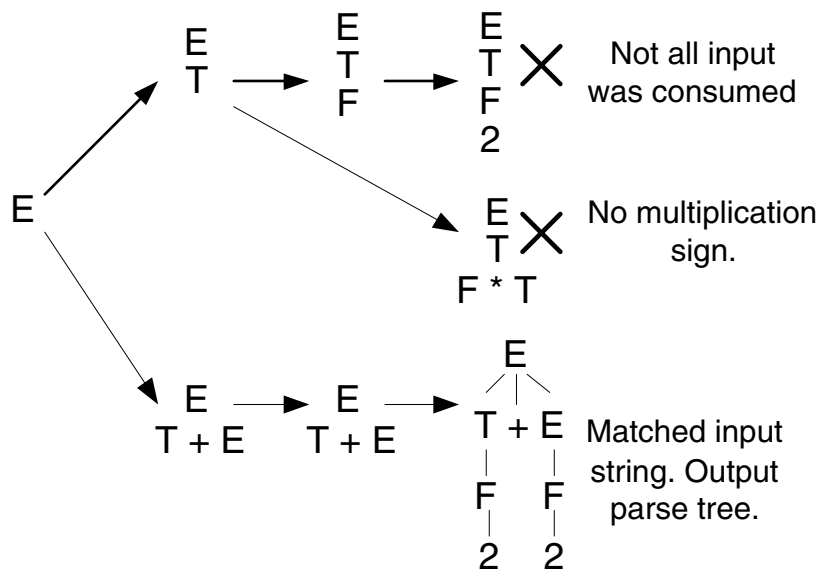 E
T
E
T
F
E
T
F
2
Not all input
was consumed
E
E
T
F * T
No multiplication
sign.
E
T + E
E
T + E
E
T + E
F F
2 2
Matched input
string. Output
parse tree.